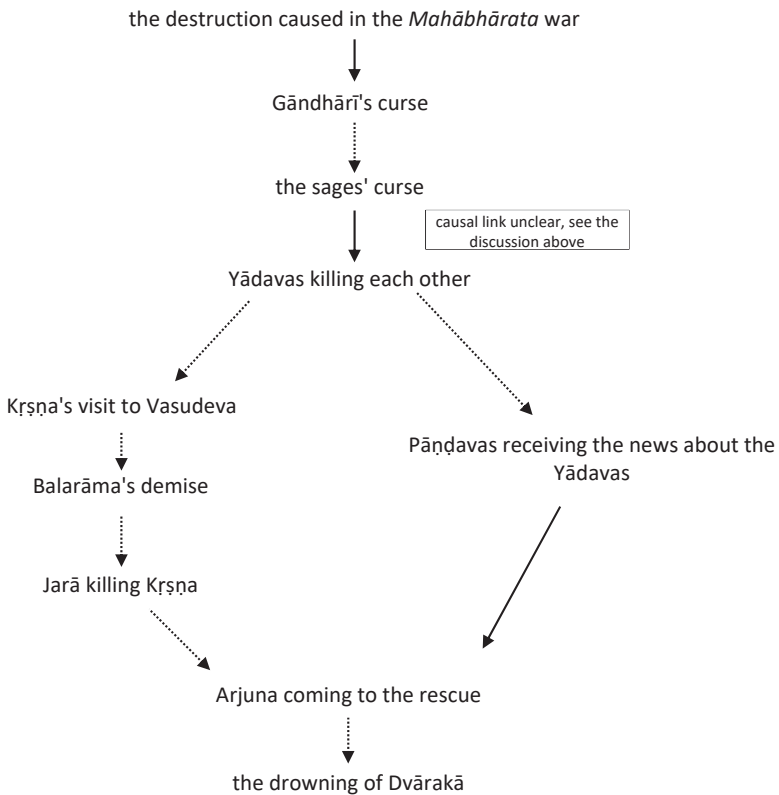 the destruction caused in the Mahābhārata war
Gāndhārī's curse
the sages' curse
causal link unclear, see the
discussion above
Yādavas killing each other
Kṛṣṇa's visit to Vasudeva
Pāṇḍavas receiving the news about the
Yādavas
Balarāma's demise
Jarā killing Kṛṣṇa
Arjuna coming to the rescue
the drowning of Dvārakā